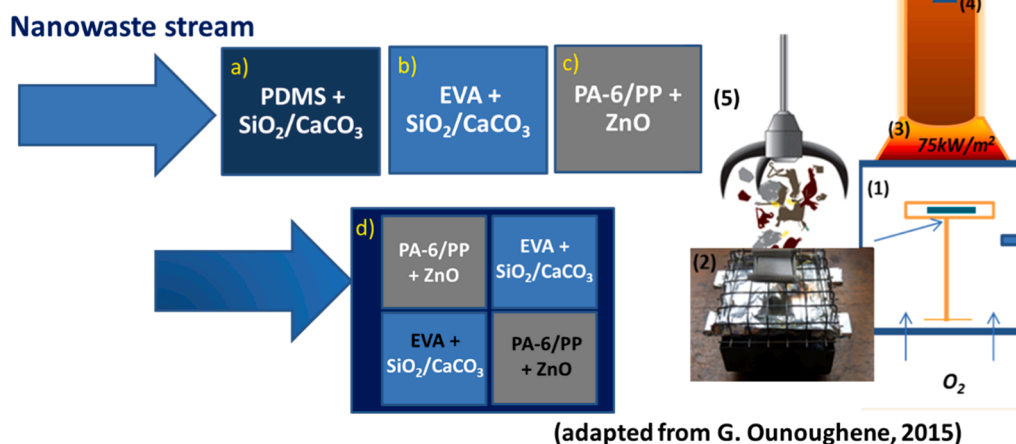 Nanowaste stream
a)
PDMS +
SiO₂/CaCO₃
b)
EVA +
SiO₂/CaCO₃
c)
PA-6/PP +
ZnO
(5)
(4)
(3)
75kW/m²
(1)
d)
PA-6/PP
+ ZnO
EVA +
SiO₂/CaCO₃
EVA +
SiO₂/CaCO₃
PA-6/PP
+ ZnO
(2)
O₂
(adapted from G. Ounoughene, 2015)